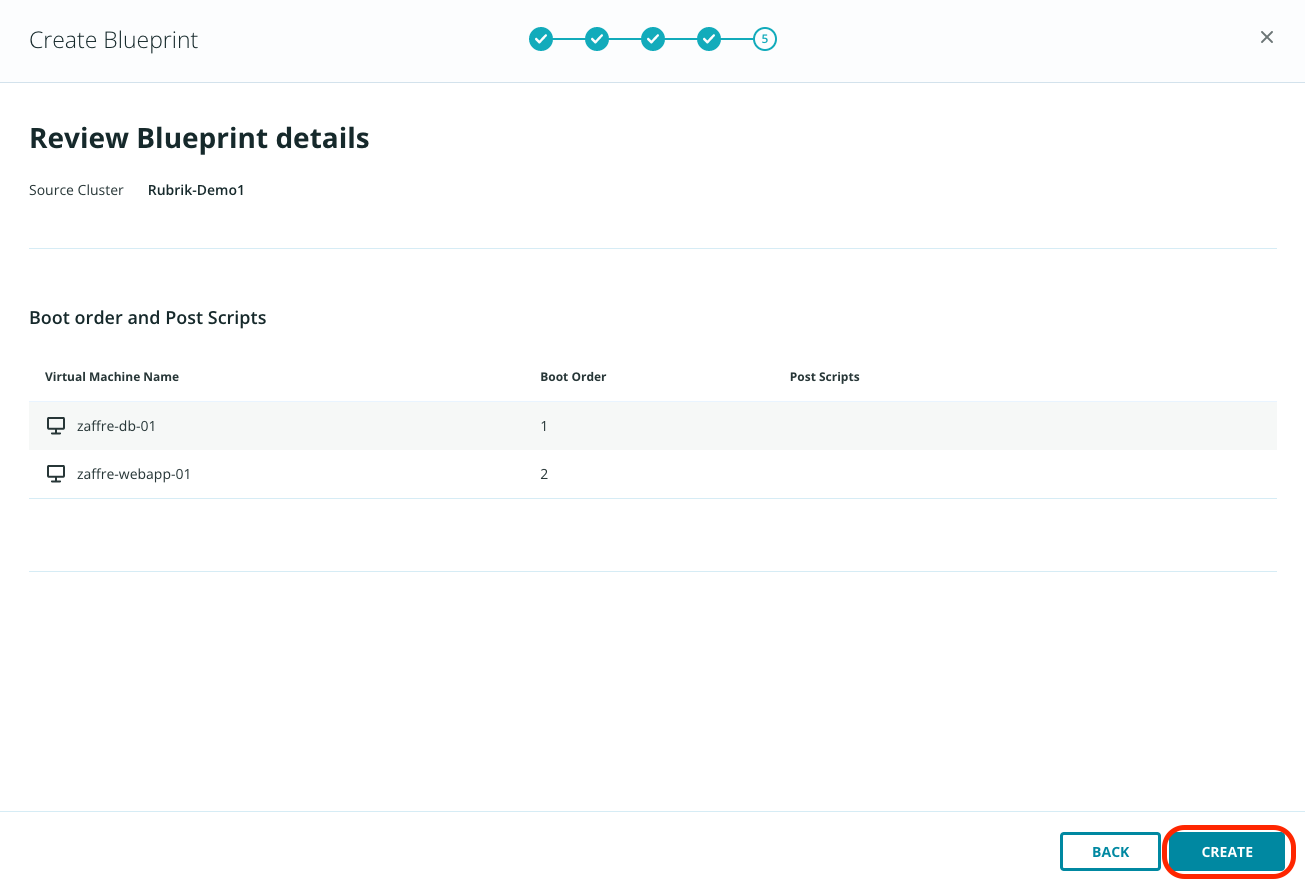 Create Blueprint
5
Review Blueprint details
Source Cluster Rubrik-Demo1
Boot order and Post Scripts
Virtual Machine Name Boot Order Post Scripts
zaffre-db-01 1
zaffre-webapp-01 2
BACK CREATE